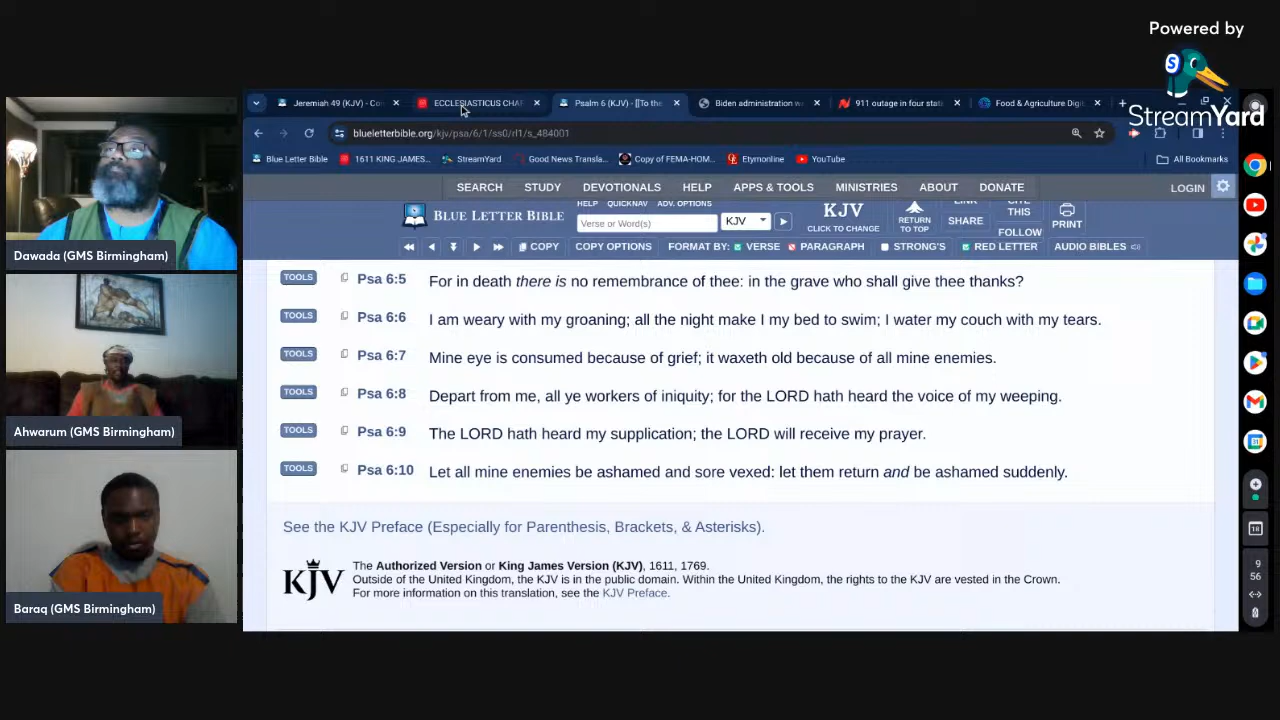 Powered by
StreamYard
Jeremiah 49 (KJV) - Co
ECCLESIASTICUS CHAP
Psalm 6 (KJV) - [[To the
Biden administration w
911 outage in four stat
Food & Agriculture Digi
blueletterbible.org/kjv/psa/6/1/ss0/rl1/s_484001
Blue Letter Bible
1611 KING JAMES...
StreamYard
Good News Transla...
Copy of FEMA-HOM...
Etymonline
YouTube
All Bookmarks
SEARCH
STUDY
DEVOTIONALS
HELP
APPS & TOOLS
MINISTRIES
ABOUT
DONATE
LOGIN
BLUE LETTER BIBLE
HELP QUICKNAV ADV. OPTIONS
Verse or Word(s)
KJV
KJV
CLICK TO CHANGE
RETURN
TO TOP
LINK
SHARE
CITE
THIS
FOLLOW
PRINT
COPY
COPY OPTIONS
FORMAT BY:
VERSE
PARAGRAPH
STRONG'S
RED LETTER
AUDIO BIBLES
TOOLS Psa 6:5 For in death there is no remembrance of thee: in the grave who shall give thee thanks?
TOOLS Psa 6:6 I am weary with my groaning; all the night make I my bed to swim; I water my couch with my tears.
TOOLS Psa 6:7 Mine eye is consumed because of grief; it waxeth old because of all mine enemies.
TOOLS Psa 6:8 Depart from me, all ye workers of iniquity; for the LORD hath heard the voice of my weeping.
TOOLS Psa 6:9 The LORD hath heard my supplication; the LORD will receive my prayer.
TOOLS Psa 6:10 Let all mine enemies be ashamed and sore vexed: let them return and be ashamed suddenly.
See the KJV Preface (Especially for Parenthesis, Brackets, & Asterisks).
KJV
The Authorized Version or King James Version (KJV), 1611, 1769.
Outside of the United Kingdom, the KJV is in the public domain. Within the United Kingdom, the rights to the KJV are vested in the Crown.
For more information on this translation, see the KJV Preface.
Dawada (GMS Birmingham)
Ahwarum (GMS Birmingham)
Baraq (GMS Birmingham)
9
56